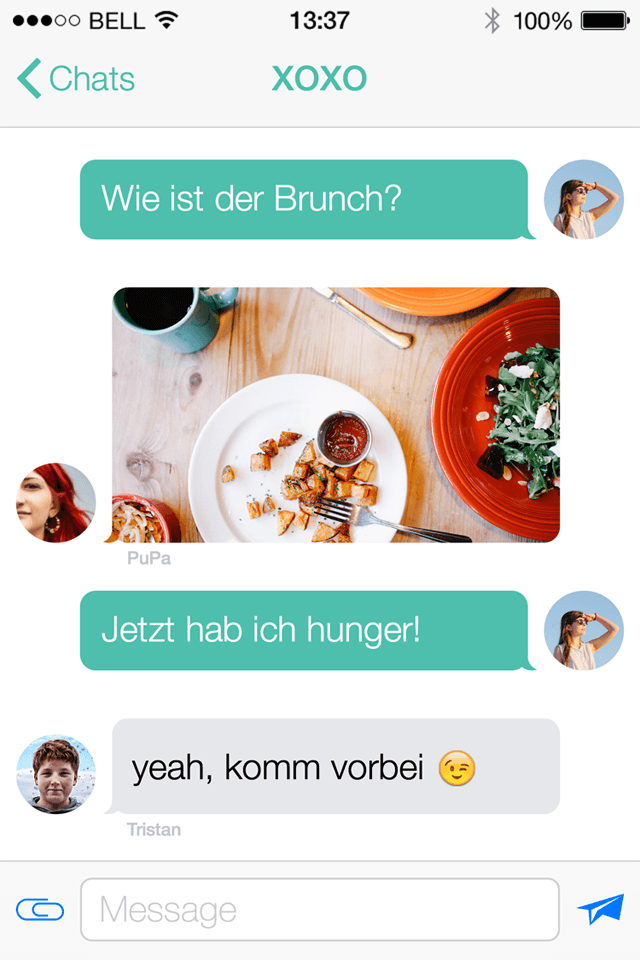 BELL 13:37 100%
Chats XOXO
Wie ist der Brunch?
PuPa
Jetzt hab ich hunger!
yeah, komm vorbei 😉
Tristan
Message